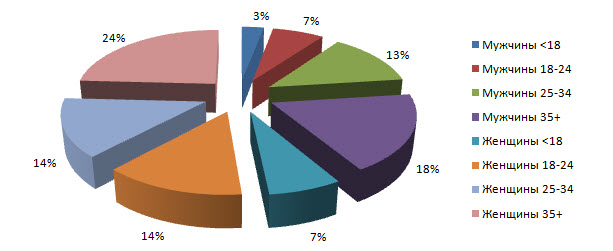 3%
7%
13%
18%
7%
14%
14%
24%
Мужчины <18
Мужчины 18-24
Мужчины 25-34
Мужчины 35+
Женщины <18
Женщины 18-24
Женщины 25-34
Женщины 35+